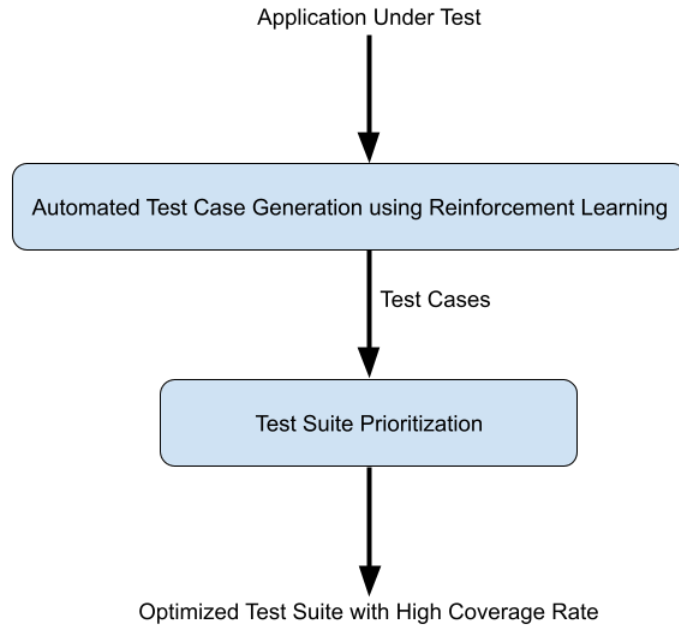 Application Under Test
Automated Test Case Generation using Reinforcement Learning
Test Cases
Test Suite Prioritization
Optimized Test Suite with High Coverage Rate